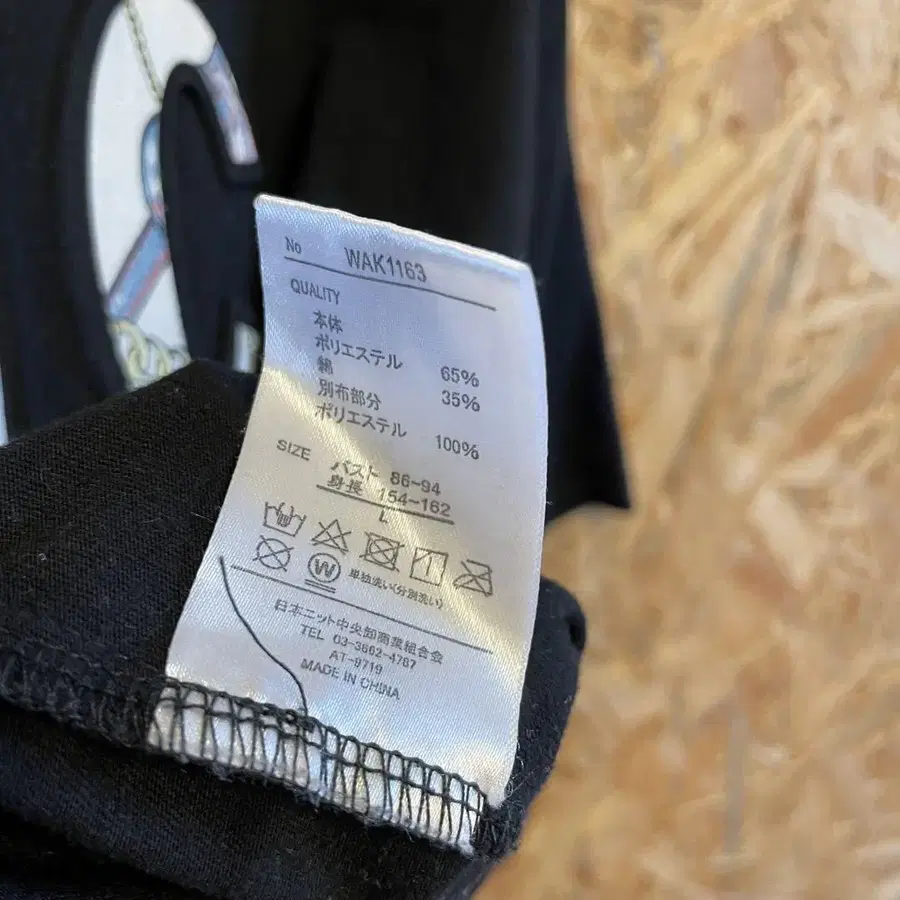 No WAK1163
QUALITY
本体
ポリエステル 65%
綿 35%
別布部分
ポリエステル 100%
SIZE バスト 86-94
身長 154-162
L
W
単独洗い(分別洗い)
日本ニット中央卸商業組合会
TEL 03-3662-4767
AT-9719
MADE IN CHINA